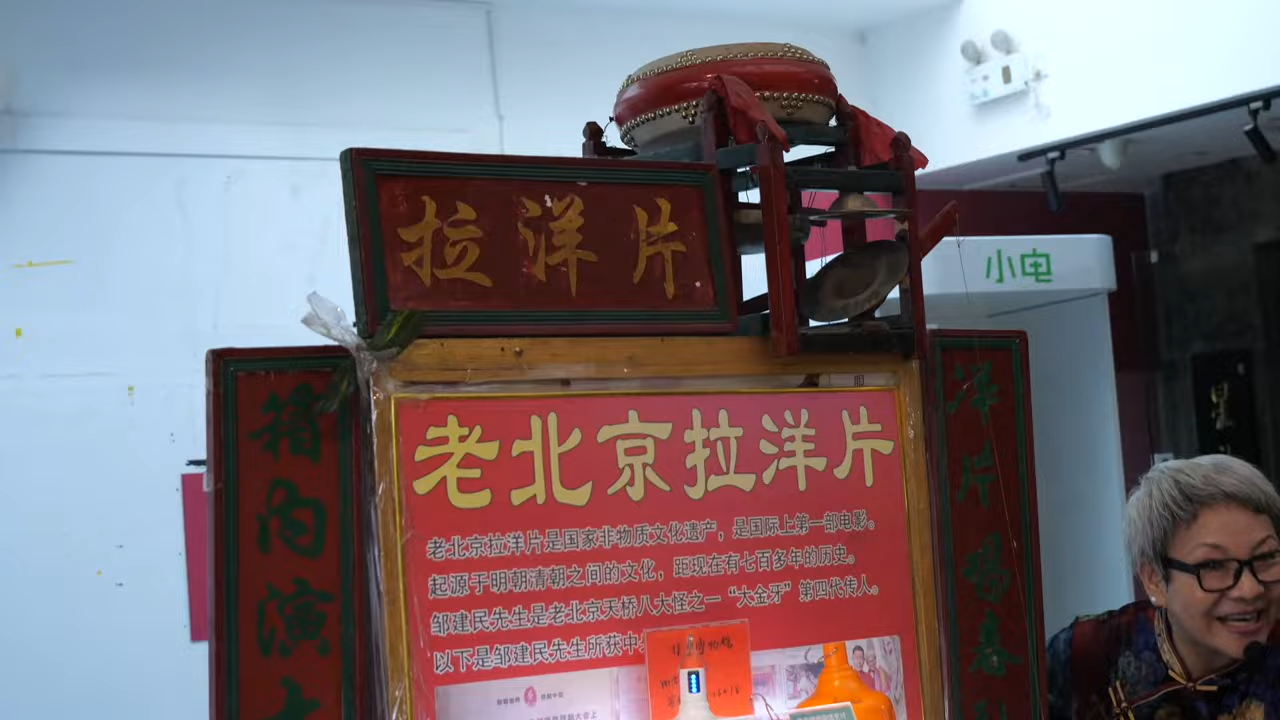 拉洋片
小电
老北京拉洋片
老北京拉洋片是国家非物质文化遗产，是国际上第一部电影。
起源于明朝清朝之间的文化，距现在有七百多年的历史。
邹建民先生是老北京天桥八大怪之一“大金牙”第四代传人。
以下是邹建民先生所获中
箱内演大
洋片场春